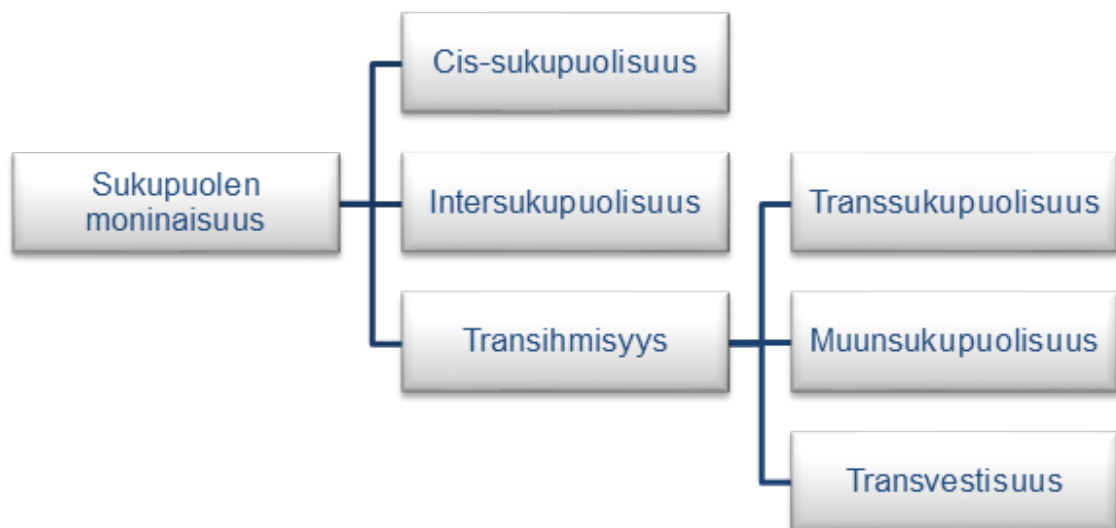 Cis-sukupuolisuus
Sukupuolen
moninaisuus
Intersukupuolisuus
Transsukupuolisuus
Transihmisyys
Muunsukupuolisuus
Transvestisuus